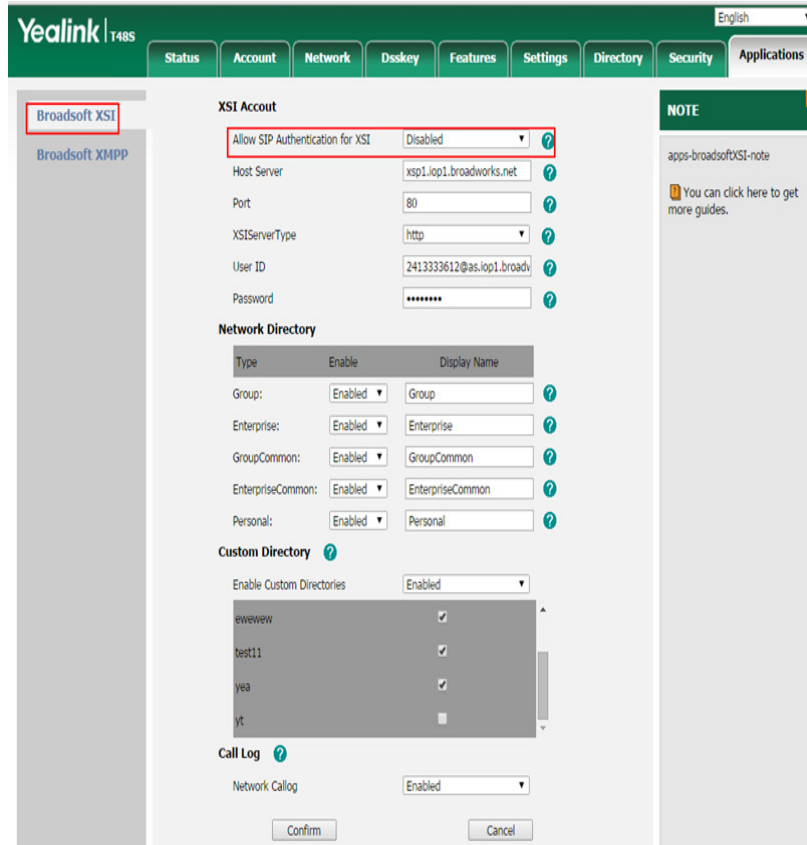 English
Yealink | T48S
Status Account Network Dsskey Features Settings Directory Security Applications
Broadsoft XSI
Broadsoft XMPP
XSI Accout
Allow SIP Authentication for XSI Disabled
Host Server xsp1.iop1.broadworks.net
Port 80
XSIServerType http
User ID 2413333612@as.iop1.broadw
Password ••••••••
Network Directory
Type Enable Display Name
Group: Enabled Group
Enterprise: Enabled Enterprise
GroupCommon: Enabled GroupCommon
EnterpriseCommon: Enabled EnterpriseCommon
Personal: Enabled Personal
Custom Directory
Enable Custom Directories Enabled
ewewew
test11
yea
yt
Call Log
Network Callog Enabled
Confirm Cancel
NOTE
apps-broadsoftXSI-note
You can click here to get
more guides.